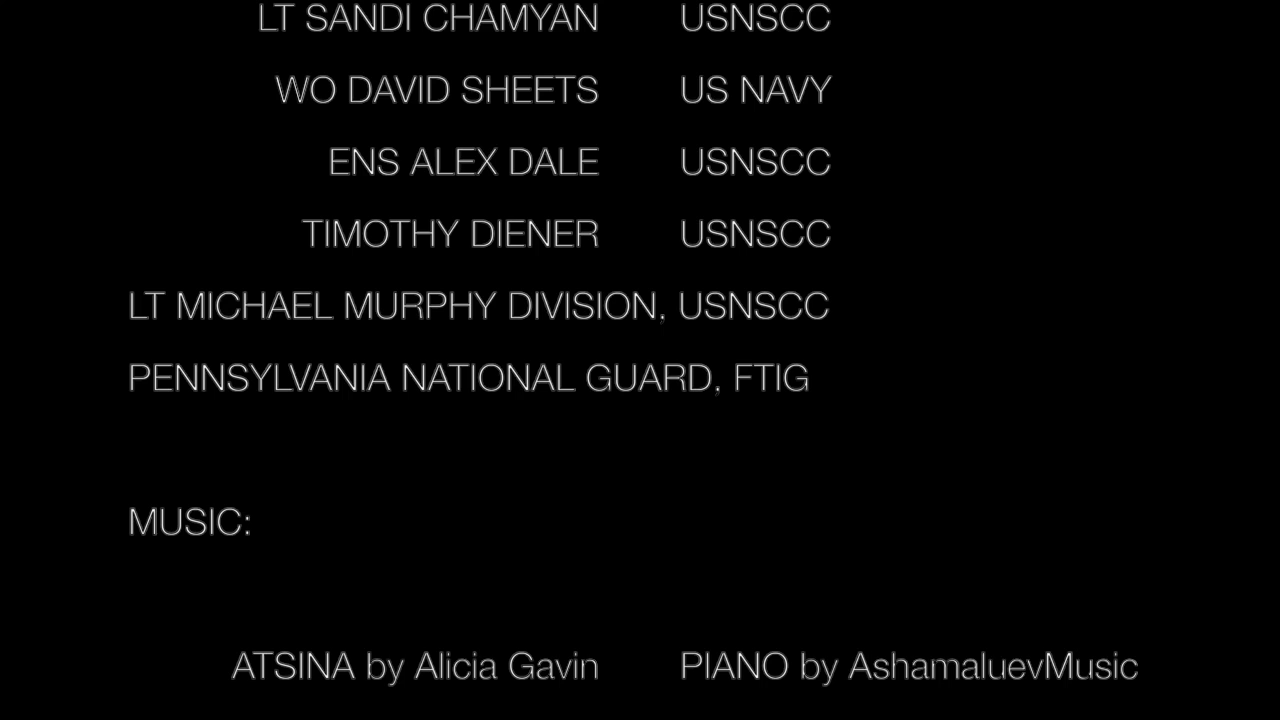 LT SANDI CHAMYAN USNSCC
WO DAVID SHEETS US NAVY
ENS ALEX DALE USNSCC
TIMOTHY DIENER USNSCC
LT MICHAEL MURPHY DIVISION, USNSCC
PENNSYLVANIA NATIONAL GUARD, FTIG
MUSIC:
ATSINA by Alicia Gavin PIANO by AshamaluevMusic